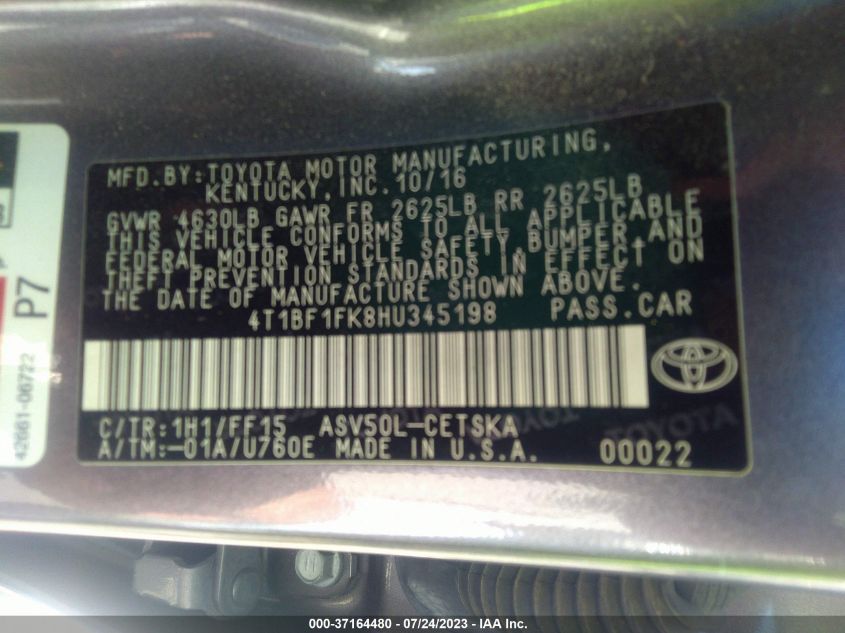 MFD.BY:TOYOTA MOTOR MANUFACTURING,
KENTUCKY,INC.10/16
GVWR 4630LB GAWR FR 2625LB RR 2625LB
THIS VEHICLE CONFORMS TO ALL APPLICABLE
FEDERAL MOTOR VEHICLE SAFETY,BUMPER,AND
THEFT PREVENTION STANDARDS IN EFFECT ON
THE DATE OF MANUFACTURE SHOWN ABOVE.
4T1BF1FK8HU345198 PASS.CAR
C/TR:1H1/FF15 ASV50L-CETSKA
A/TM:-01A/U760E MADE IN U.S.A. 00022
P7
42661-06722
000-37164480 / 07/24/2023 / IAA Inc.